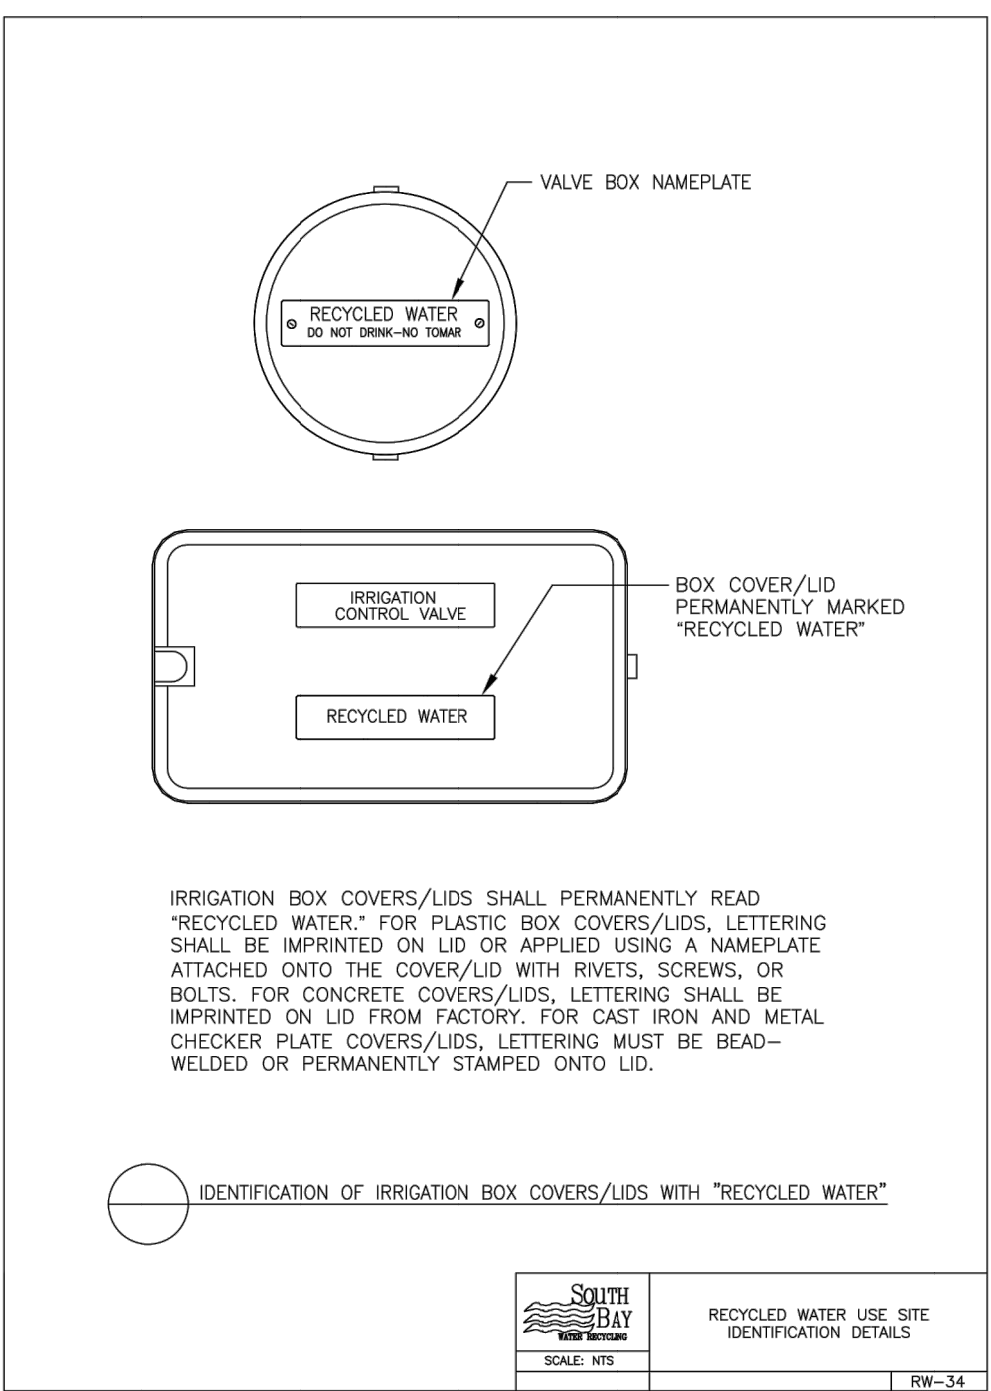 VALVE BOX NAMEPLATE
RECYCLED WATER
DO NOT DRINK–NO TOMAR
IRRIGATION
CONTROL VALVE
RECYCLED WATER
BOX COVER/LID
PERMANENTLY MARKED
“RECYCLED WATER”
IRRIGATION BOX COVERS/LIDS SHALL PERMANENTLY READ
“RECYCLED WATER.” FOR PLASTIC BOX COVERS/LIDS, LETTERING
SHALL BE IMPRINTED ON LID OR APPLIED USING A NAMEPLATE
ATTACHED ONTO THE COVER/LID WITH RIVETS, SCREWS, OR
BOLTS. FOR CONCRETE COVERS/LIDS, LETTERING SHALL BE
IMPRINTED ON LID FROM FACTORY. FOR CAST IRON AND METAL
CHECKER PLATE COVERS/LIDS, LETTERING MUST BE BEAD–
WELDED OR PERMANENTLY STAMPED ONTO LID.
IDENTIFICATION OF IRRIGATION BOX COVERS/LIDS WITH ”RECYCLED WATER”
SOUTH
BAY
WATER RECYCLING
SCALE: NTS
RECYCLED WATER USE SITE
IDENTIFICATION DETAILS
RW–34